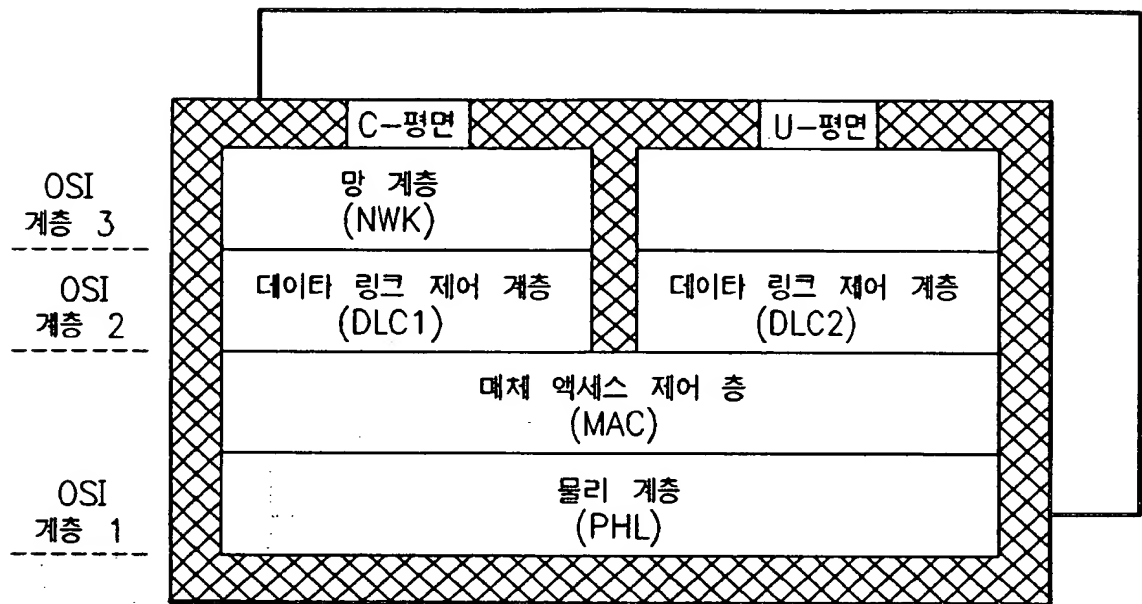 C-평면
U-평면
OSI
계층 3
망 계층
(NWK)
OSI
계층 2
데이타 링크 제어 계층
(DLC1)
데이타 링크 제어 계층
(DLC2)
매체 액세스 제어 층
(MAC)
OSI
계층 1
물리 계층
(PHL)